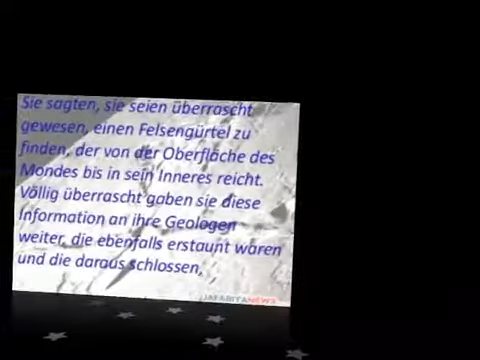 Sie sagten, sie seien überrascht
gewesen, einen Felsengürtel zu
finden, der von der Oberfläche des
Mondes bis in sein Inneres reicht.
Völlig überrascht gaben sie diese
Information an ihre Geologen
weiter, die ebenfalls erstaunt waren
und die daraus schlossen,
JAFARIYANEWS